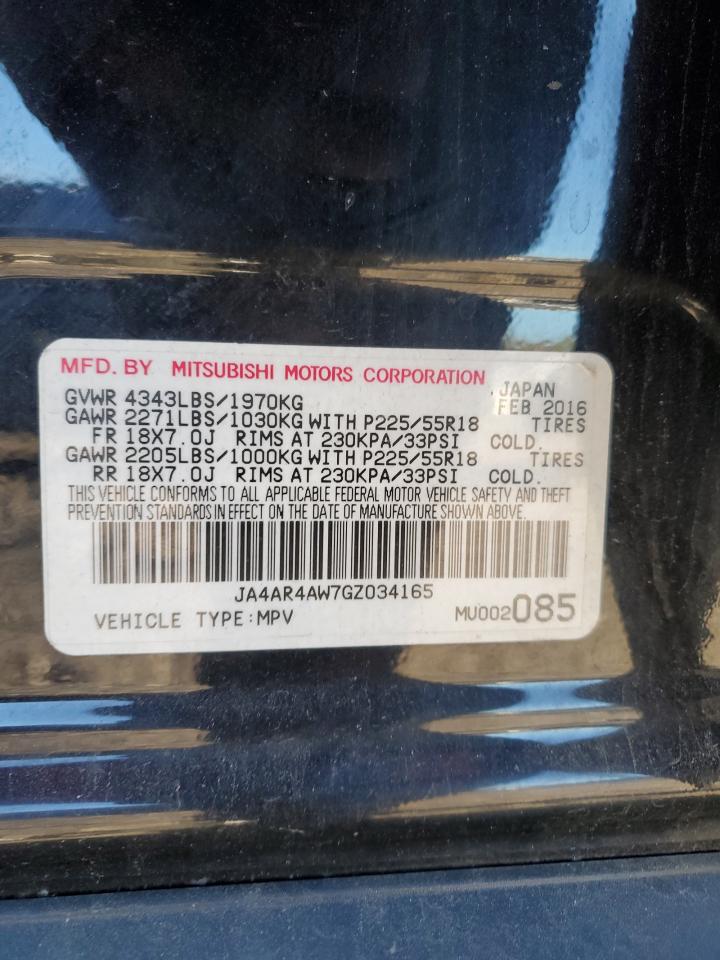 MFD. BY MITSUBISHI MOTORS CORPORATION JAPAN
GVWR 4343LBS/1970KG FEB 2016
GAWR 2271LBS/1030KG WITH P225/55R18 TIRES
FR 18X7.0J RIMS AT 230KPA/33PSI COLD.
GAWR 2205LBS/1000KG WITH P225/55R18 TIRES
RR 18X7.0J RIMS AT 230KPA/33PSI COLD.
THIS VEHICLE CONFORMS TO ALL APPLICABLE FEDERAL MOTOR VEHICLE SAFETY AND THEFT
PREVENTION STANDARDS IN EFFECT ON THE DATE OF MANUFACTURE SHOWN ABOVE.
JA4AR4AW7GZ034165
VEHICLE TYPE:MPV MU002085